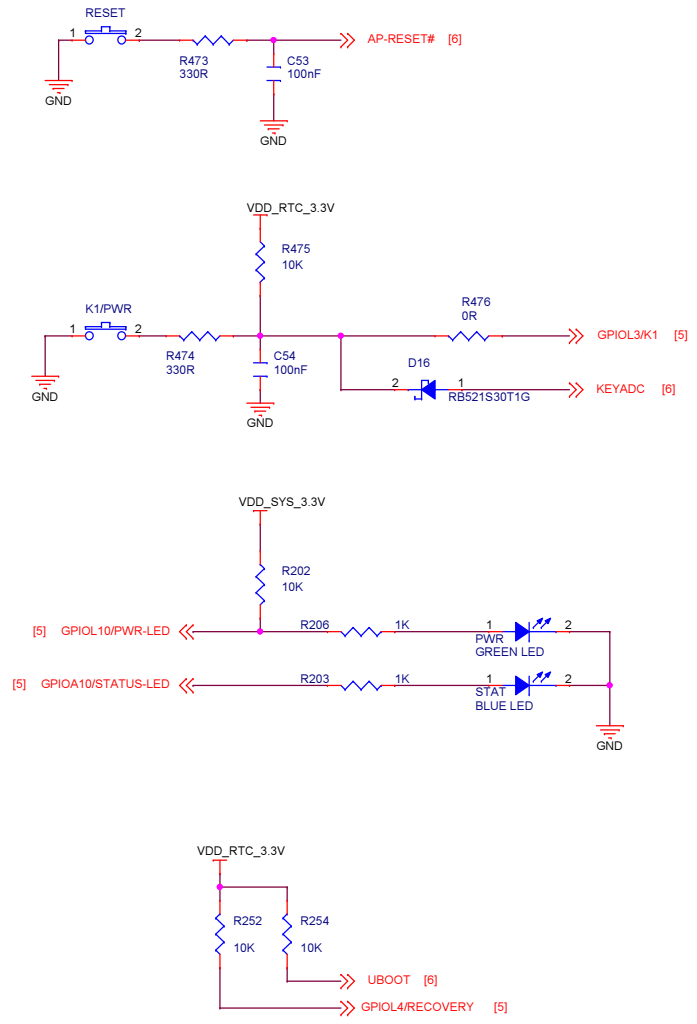 RESET
1 2
R473
330R
C53
100nF
AP-RESET# [6]
GND
GND
VDD_RTC_3.3V
R475
10K
K1/PWR
1 2
R474
330R
C54
100nF
R476
0R
GPIOL3/K1 [5]
D16
2 1
RB521S30T1G
KEYADC [6]
GND
GND
VDD_SYS_3.3V
R202
10K
[5] GPIOL10/PWR-LED
R206 1K
1 2
PWR
GREEN LED
[5] GPIOA10/STATUS-LED
R203 1K
1 2
STAT
BLUE LED
GND
VDD_RTC_3.3V
R252 R254
10K 10K
UBOOT [6]
GPIOL4/RECOVERY [5]